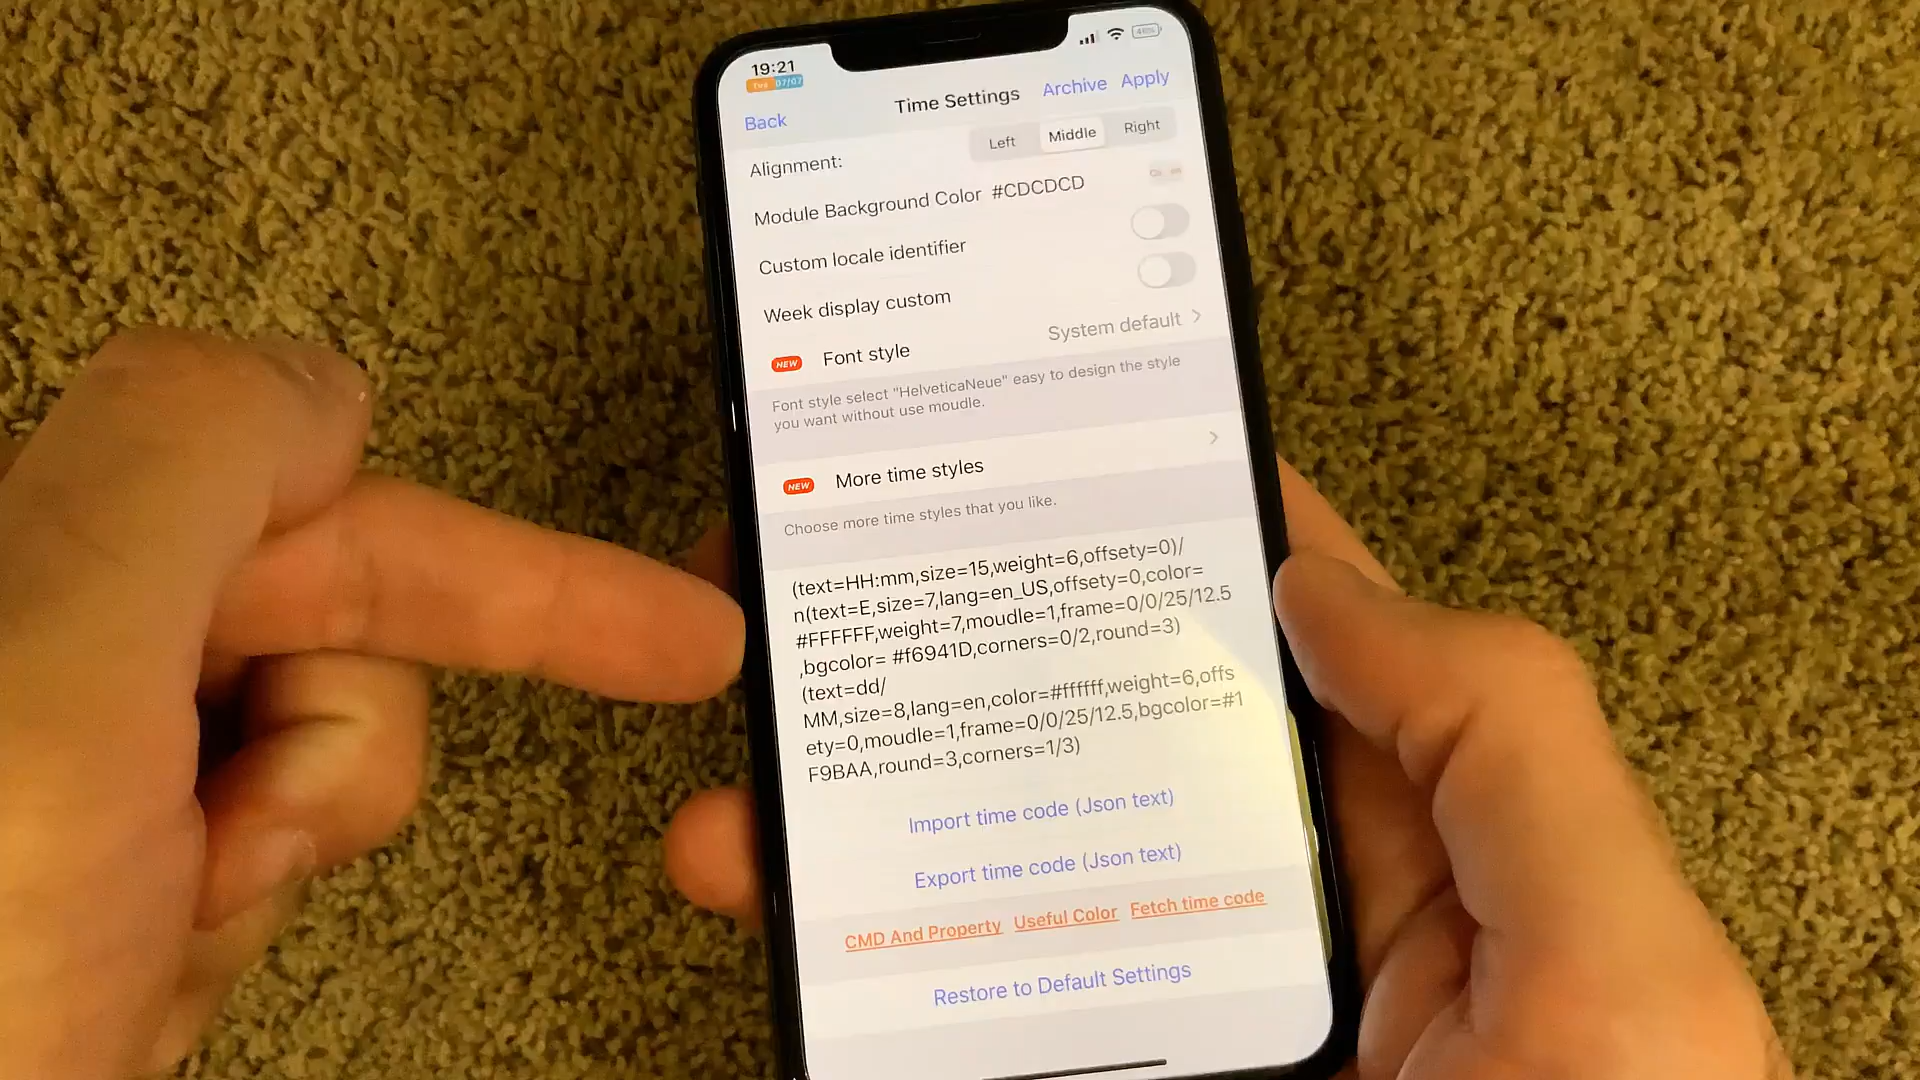 19:21
Tue 07/07
46%
Back
Time Settings
Archive
Apply
Alignment:
Left
Middle
Right
Module Background Color #CDCDCD
Custom locale identifier
Week display custom
NEW
Font style
System default
Font style select "HelveticaNeue" easy to design the style
you want without use moudle.
NEW
More time styles
Choose more time styles that you like.
(text=HH:mm,size=15,weight=6,offsety=0)/
n(text=E,size=7,lang=en_US,offsety=0,color=
#FFFFFF,weight=7,moudle=1,frame=0/0/25/12.5
,bgcolor= #f6941D,corners=0/2,round=3)
(text=dd/
MM,size=8,lang=en,color=#ffffff,weight=6,offs
ety=0,moudle=1,frame=0/0/25/12.5,bgcolor=#1
F9BAA,round=3,corners=1/3)
Import time code (Json text)
Export time code (Json text)
CMD And Property
Useful Color
Fetch time code
Restore to Default Settings